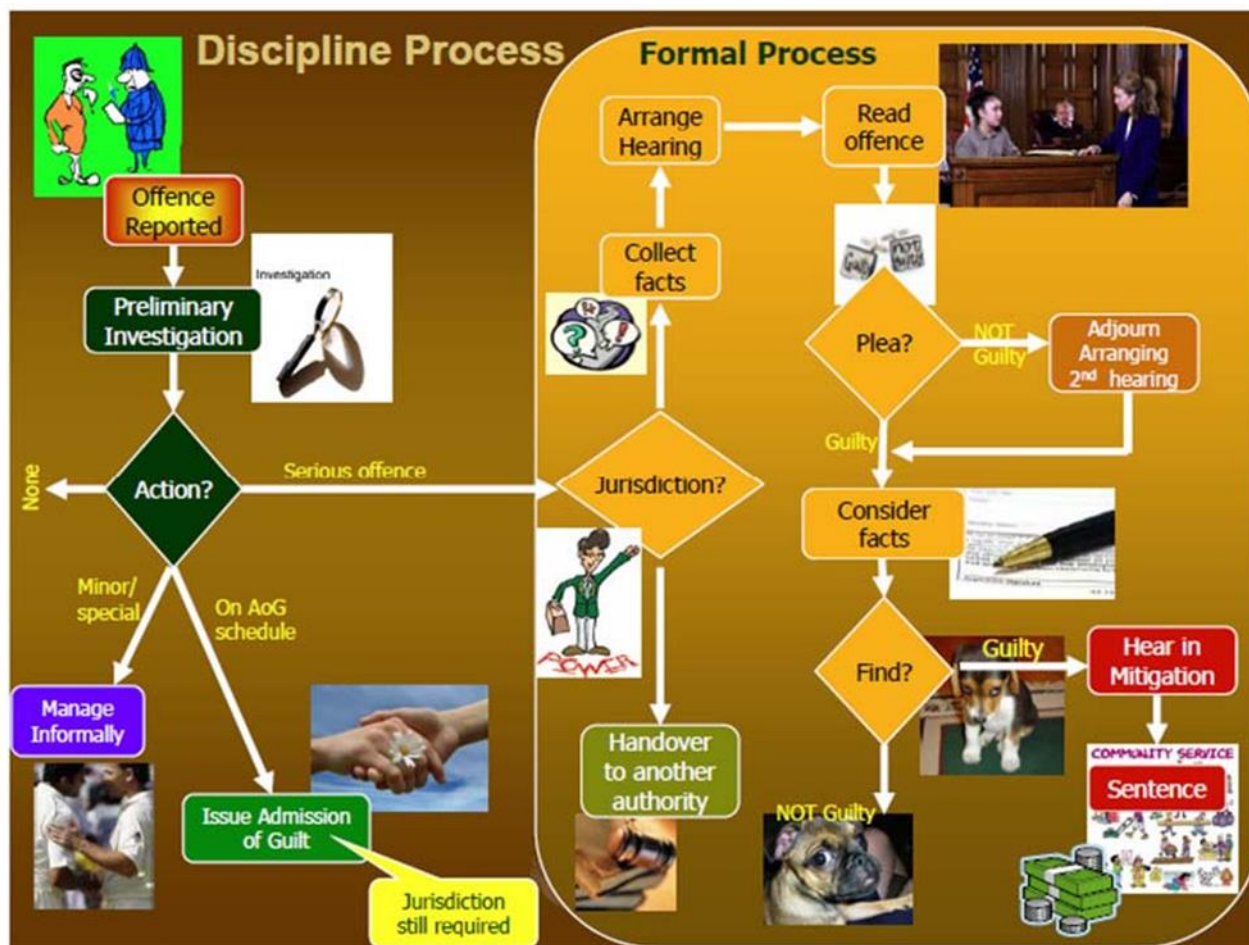 Discipline Process
Offence
Reported
Investigation
Preliminary
Investigation
Action?
None
Serious offence
Minor/
special
On AoG
schedule
Manage
Informally
Issue Admission
of Guilt
Jurisdiction
still required
Formal Process
Arrange
Hearing
Read
offence
Collect
facts
Guilty
not
guilty
Plea?
NOT
Guilty
Adjourn
Arranging
2nd hearing
Guilty
Jurisdiction?
POWER
Consider
facts
Find?
Guilty
Hear in
Mitigation
Handover
to another
authority
NOT Guilty
COMMUNITY SERVICE
Sentence